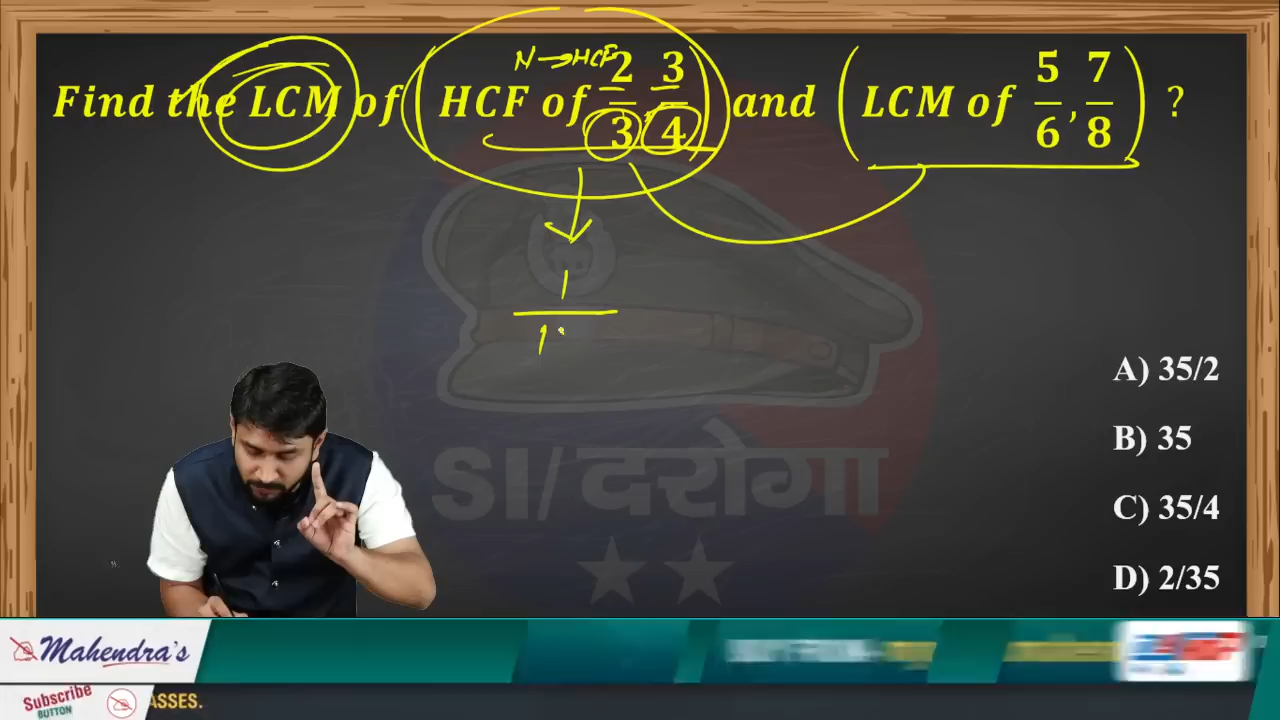 N → HCF
Find the LCM of ( HCF of 2/3, 3/4 ) and ( LCM of 5/6, 7/8 ) ?
1
1
A) 35/2
B) 35
C) 35/4
D) 2/35
SI/दरोगा
Mahendra's
Subscribe
BUTTON
ASSES.